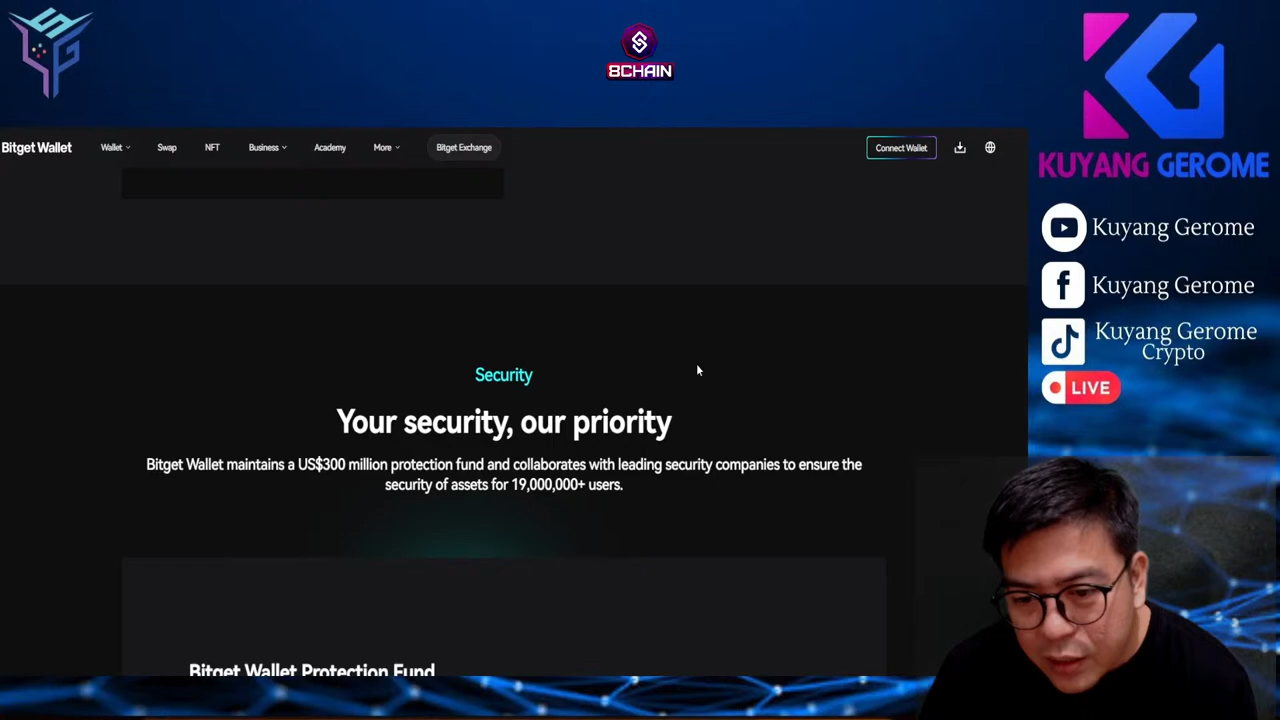 8CHAIN
KUYANG GEROME
Bitget Wallet
Wallet
Swap
NFT
Business
Academy
More
Bitget Exchange
Connect Wallet
Kuyang Gerome
Kuyang Gerome
Kuyang Gerome
Crypto
LIVE
Security
Your security, our priority
Bitget Wallet maintains a US$300 million protection fund and collaborates with leading security companies to ensure the
security of assets for 19,000,000+ users.
Bitget Wallet Protection Fund